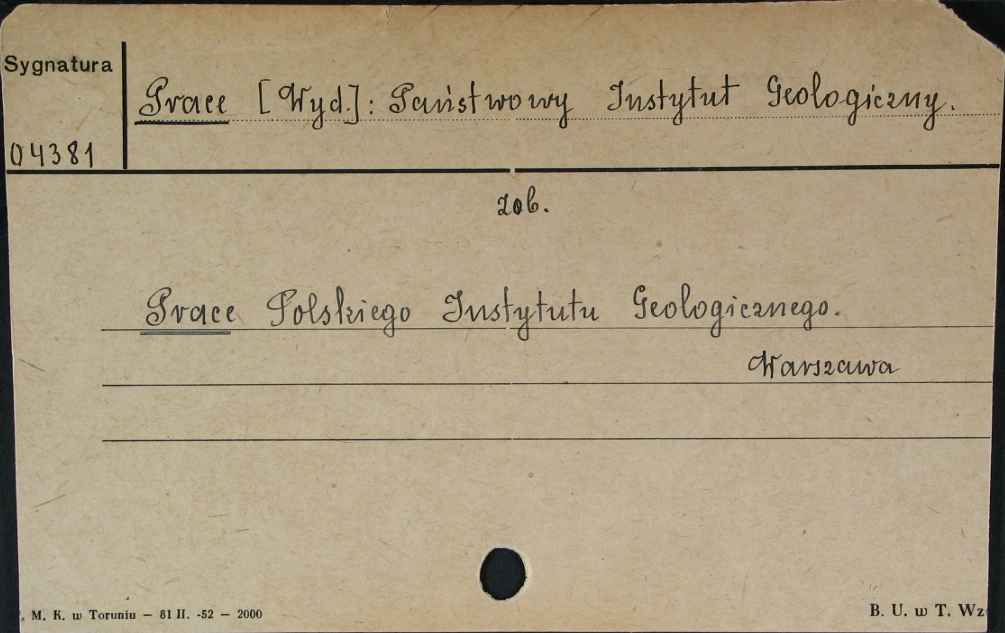 Sygnatura
Prace [Wyd.]: Państwowy Instytut Geologiczny.
04381
zob.
Prace Polskiego Instytutu Geologicznego.
Warszawa
. M. K. w Toruniu — 81 II. -52 — 2000
B. U. w T. Wz